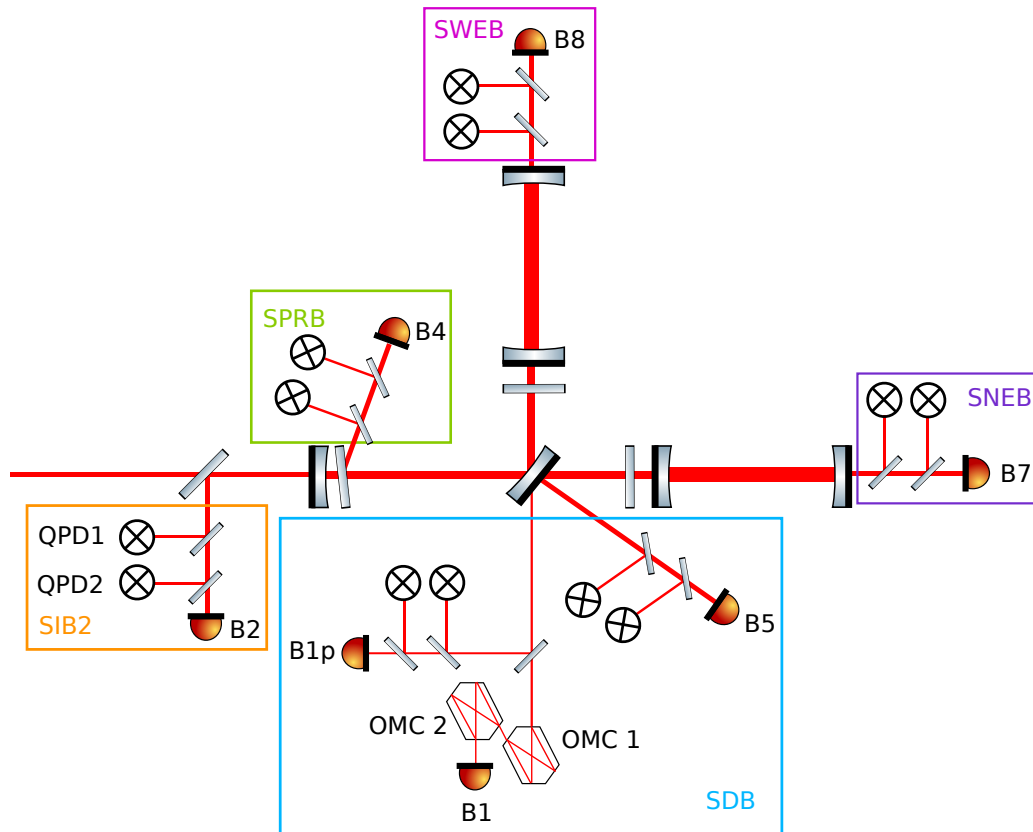 SWEB
B8
SPRB
B4
SNEB
B7
QPD1
QPD2
SIB2
B2
B5
B1p
OMC 2
OMC 1
B1
SDB